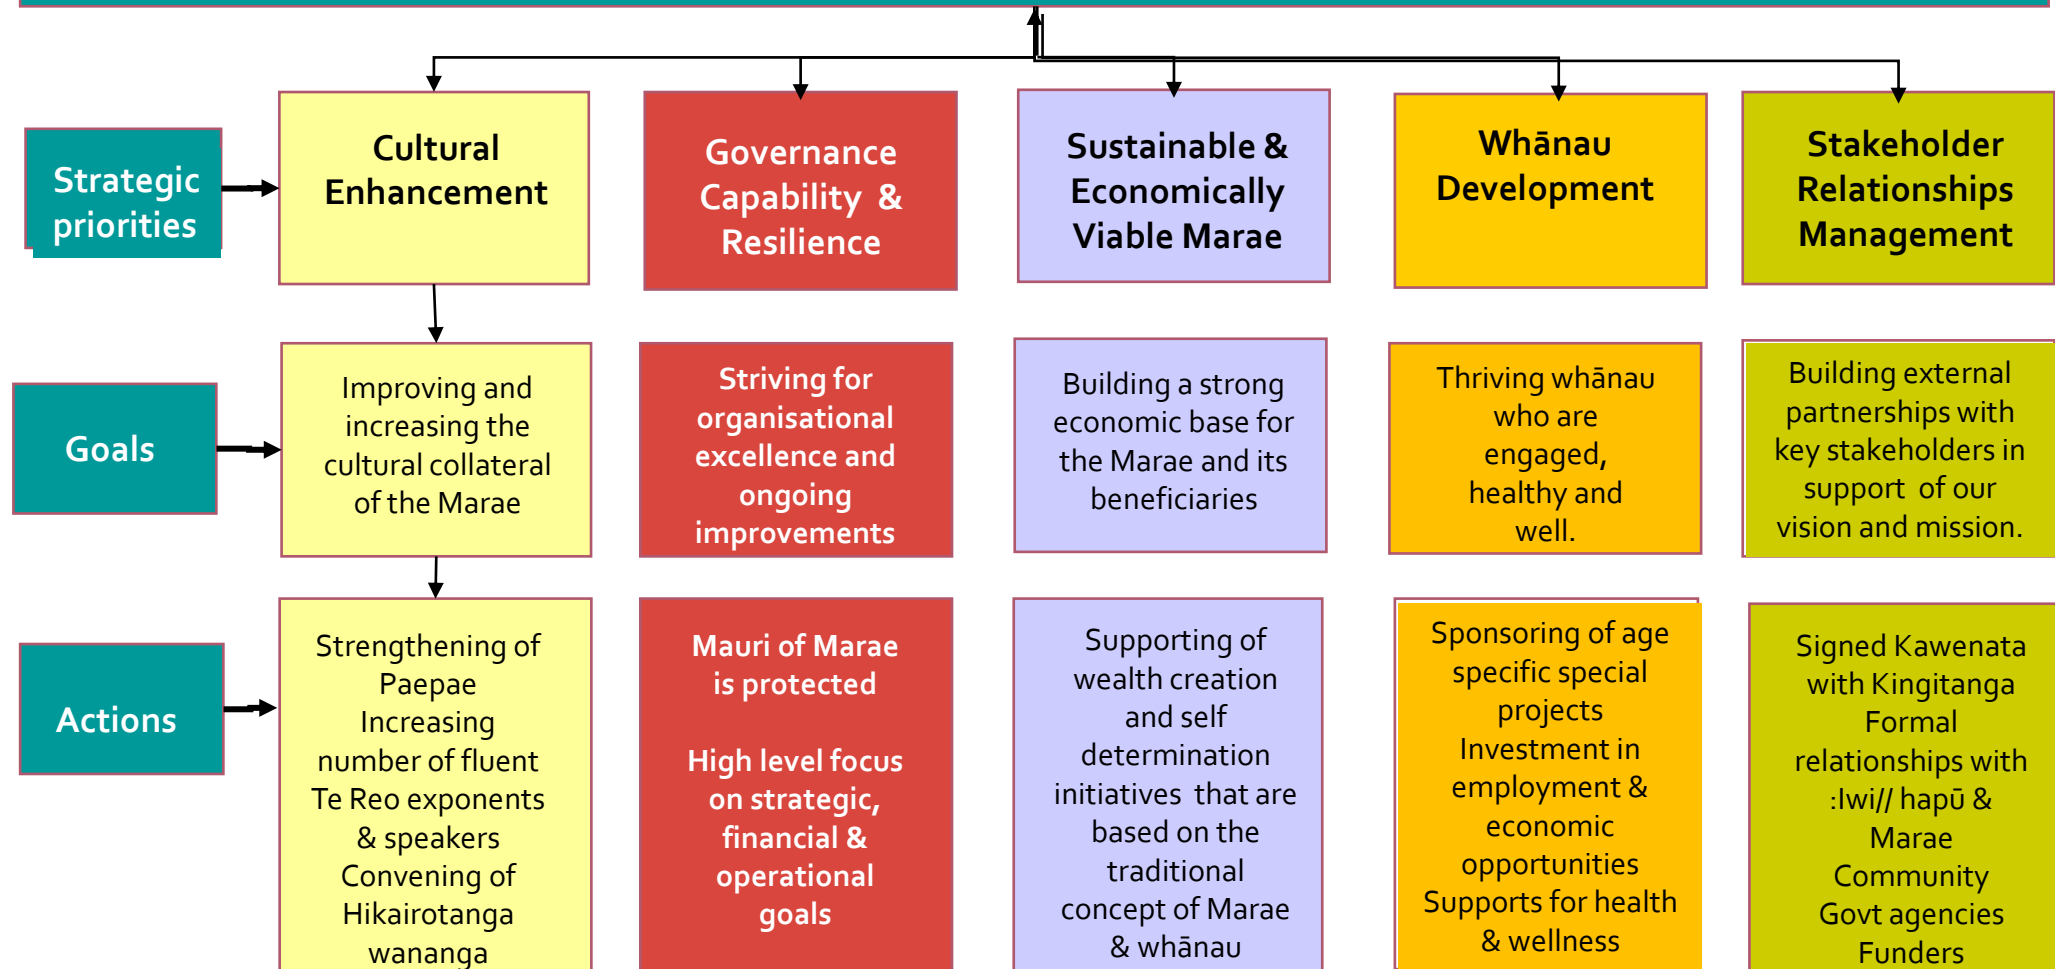 Strategic
priorities
Cultural
Enhancement
Governance
Capability &
Resilience
Sustainable &
Economically
Viable Marae
Whānau
Development
Stakeholder
Relationships
Management
Goals
Improving and
increasing the
cultural collateral
of the Marae
Striving for
organisational
excellence and
ongoing
improvements
Building a strong
economic base for
the Marae and its
beneficiaries
Thriving whānau
who are
engaged,
healthy and
well.
Building external
partnerships with
key stakeholders in
support of our
vision and mission.
Actions
Strengthening of
Paepae
Increasing
number of fluent
Te Reo exponents
& speakers
Convening of
Hikairotanga
wananga
Mauri of Marae
is protected
High level focus
on strategic,
financial &
operational
goals
Supporting of
wealth creation
and self
determination
initiatives that are
based on the
traditional
concept of Marae
& whānau
Sponsoring of age
specific special
projects
Investment in
employment &
economic
opportunities
Supports for health
& wellness
Signed Kawenata
with Kingitanga
Formal
relationships with
:Iwi// hapū &
Marae
Community
Govt agencies
Funders